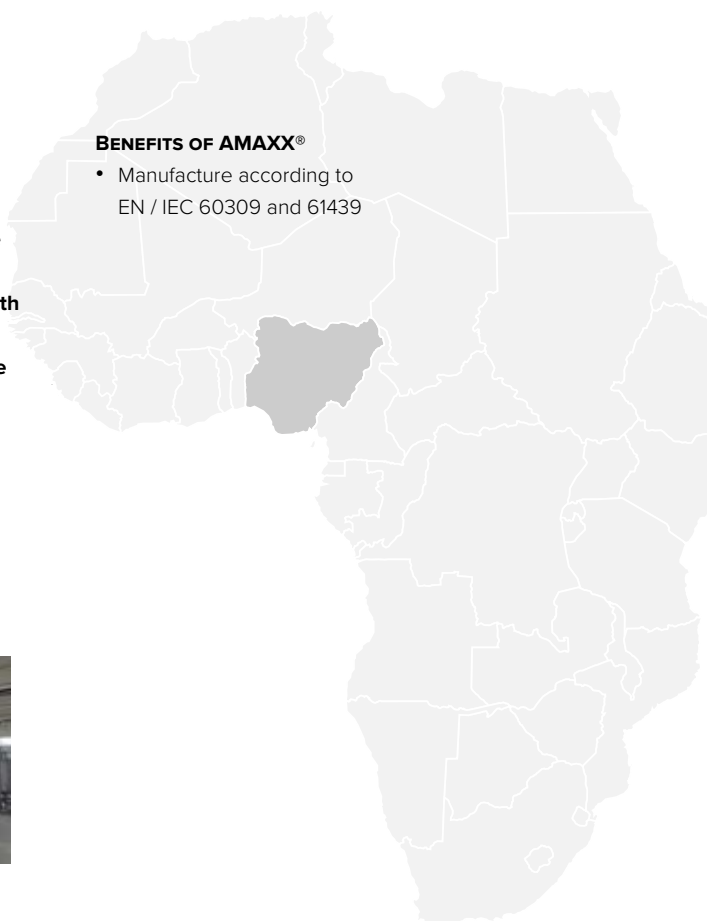 BENEFITS OF AMAXX®
• Manufacture according to
EN / IEC 60309 and 61439